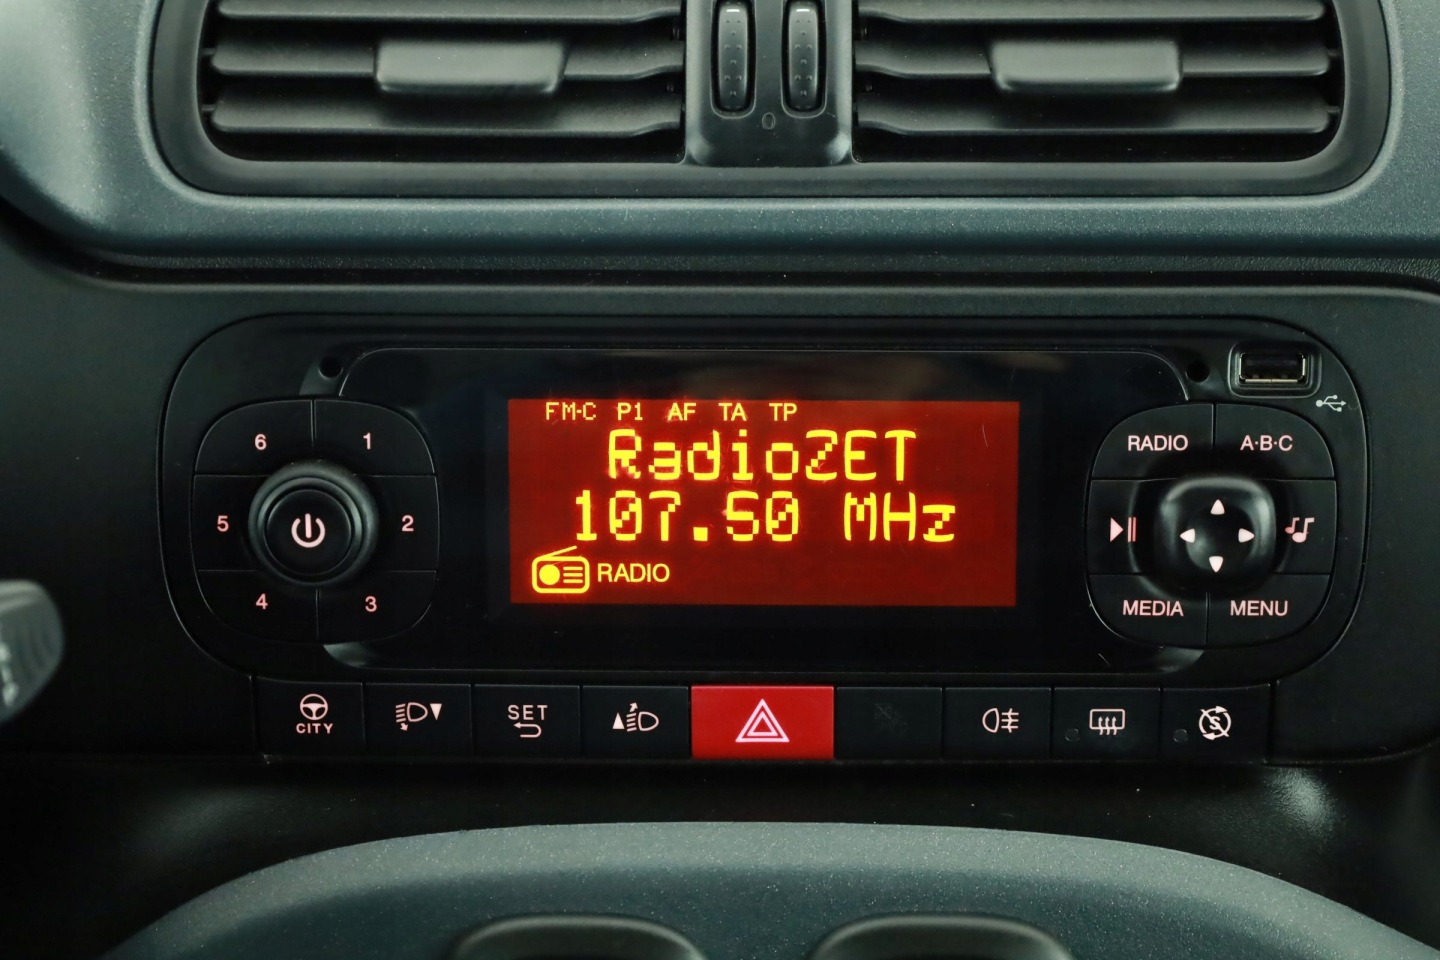 FM-C P1 AF TA TP
RadioZET
107.50 MHz
RADIO
6 1
5 2
4 3
RADIO A·B·C
MEDIA MENU
CITY
SET
S
0